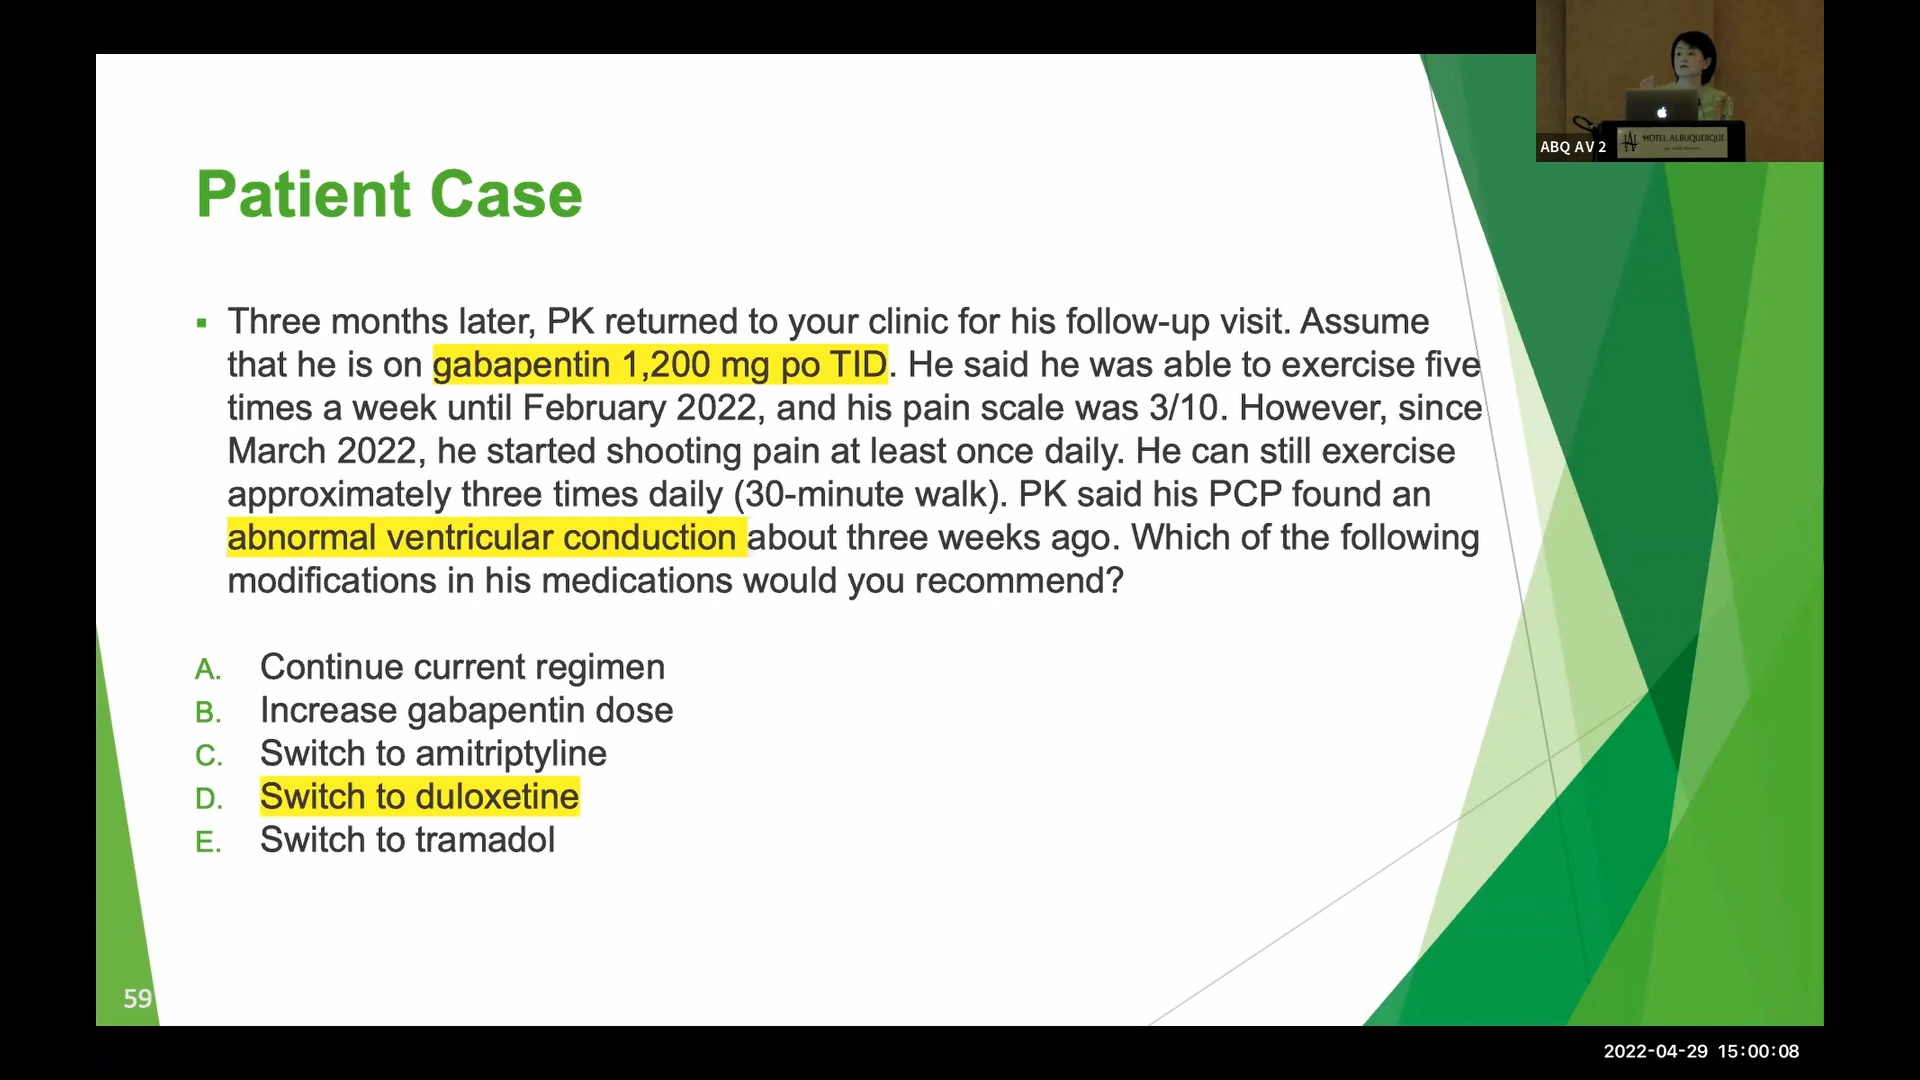 ABQ AV 2
HOTEL ALBUQUERQUE
Patient Case
▪ Three months later, PK returned to your clinic for his follow-up visit. Assume
that he is on gabapentin 1,200 mg po TID. He said he was able to exercise five
times a week until February 2022, and his pain scale was 3/10. However, since
March 2022, he started shooting pain at least once daily. He can still exercise
approximately three times daily (30-minute walk). PK said his PCP found an
abnormal ventricular conduction about three weeks ago. Which of the following
modifications in his medications would you recommend?
A. Continue current regimen
B. Increase gabapentin dose
C. Switch to amitriptyline
D. Switch to duloxetine
E. Switch to tramadol
59
2022-04-29 15:00:08